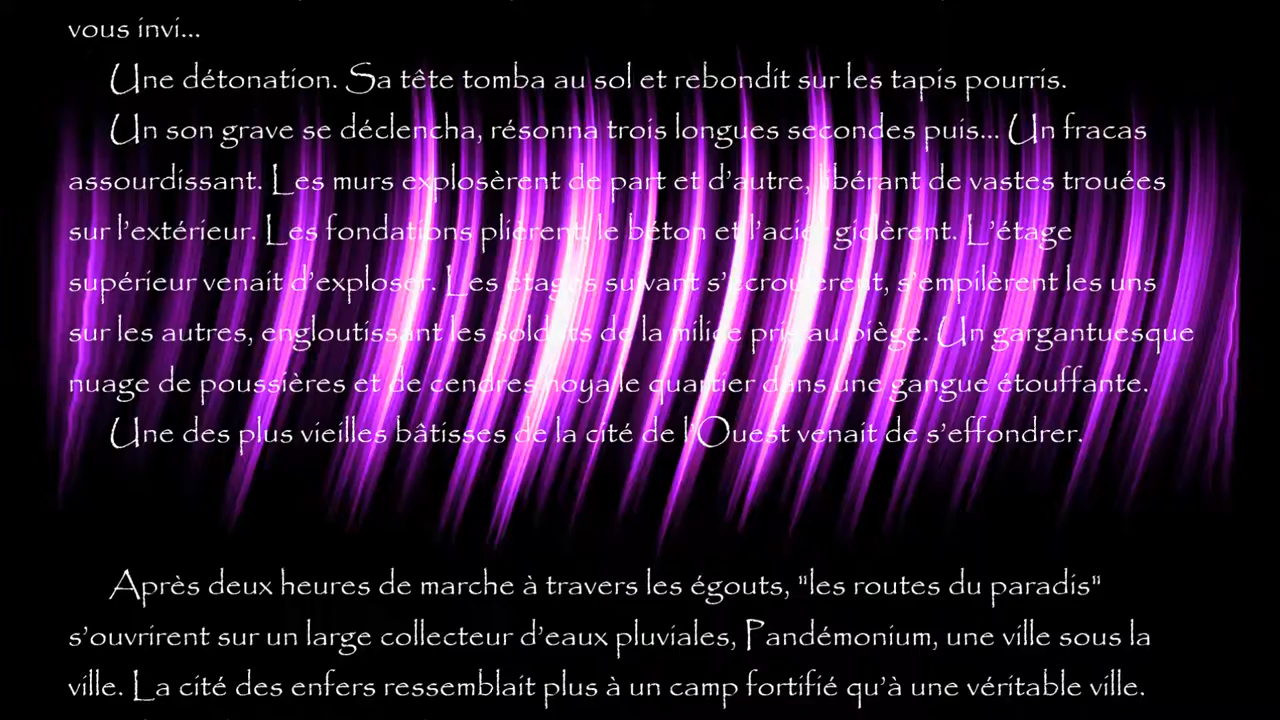 vous invi...
Une détonation. Sa tête tomba au sol et rebondit sur les tapis pourris.
Un son grave se déclencha, résonna trois longues secondes puis... Un fracas
assourdissant. Les murs explosèrent de part et d'autre, libérant de vastes trouées
sur l'extérieur. Les fondations plièrent, le béton et l'acier giclèrent. L'étage
supérieur venait d'exploser. Les étages suivant s'écroulèrent, s'empilèrent les uns
sur les autres, engloutissant les soldats de la milice pris au piège. Un gargantuesque
nuage de poussières et de cendres noya le quartier dans une gangue étouffante.
Une des plus vieilles bâtisses de la cité de l'Ouest venait de s'effondrer.
Après deux heures de marche à travers les égouts, "les routes du paradis"
s'ouvrirent sur un large collecteur d'eaux pluviales, Pandémonium, une ville sous la
ville. La cité des enfers ressemblait plus à un camp fortifié qu'à une véritable ville.